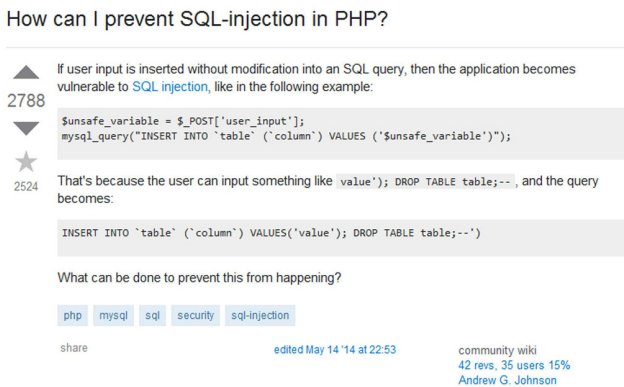 How can I prevent SQL-injection in PHP?
If user input is inserted without modification into an SQL query, then the application becomes
vulnerable to SQL injection, like in the following example:
2788
$unsafe_variable = $_POST['user_input'];
mysql_query("INSERT INTO `table` (`column`) VALUES ('$unsafe_variable')");
2524
That's because the user can input something like value'); DROP TABLE table;-- , and the query
becomes:
INSERT INTO `table` (`column`) VALUES('value'); DROP TABLE table;--')
What can be done to prevent this from happening?
php mysql sql security sql-injection
share edited May 14 '14 at 22:53 community wiki
42 revs, 35 users 15%
Andrew G. Johnson